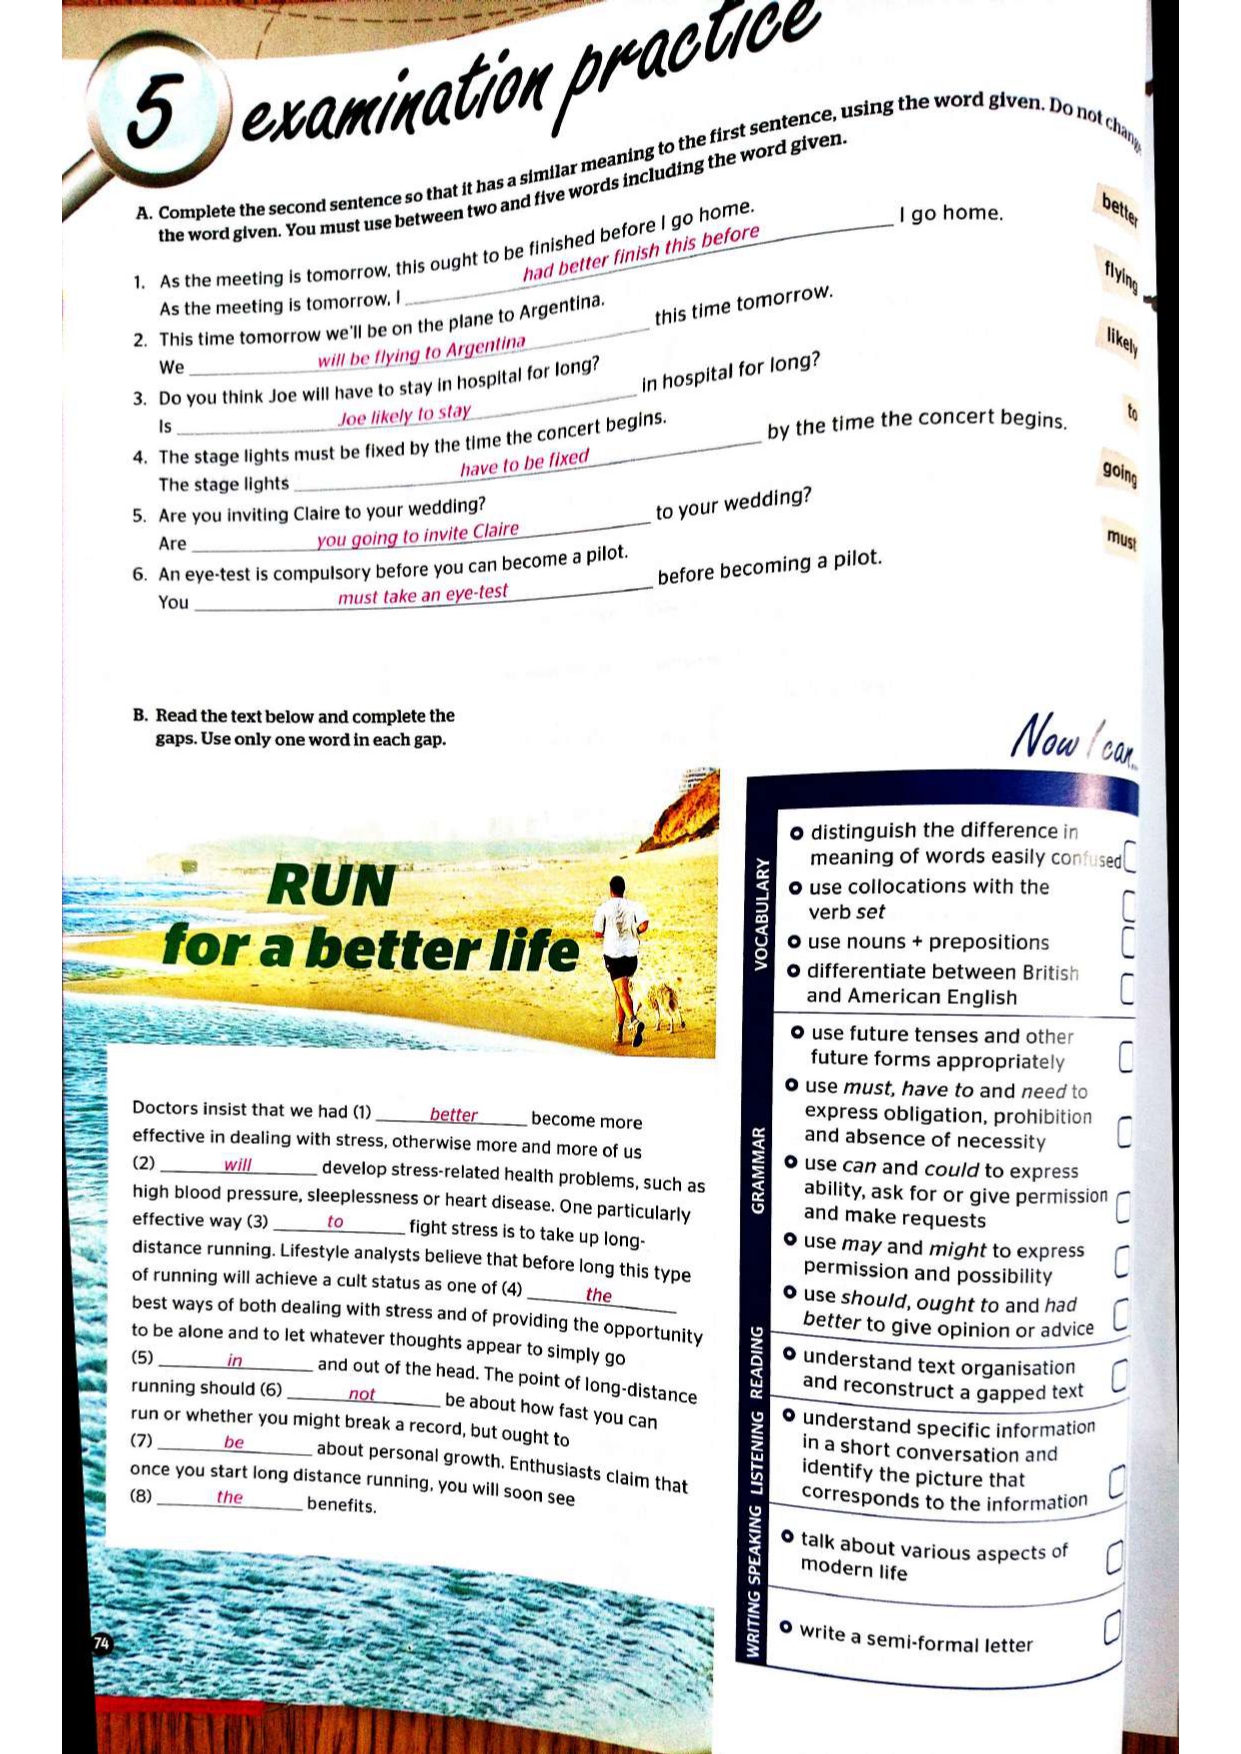 5 examination practice
A. Complete the second sentence so that it has a similar meaning to the first sentence, using the word given. Do not change
the word given. You must use between two and five words including the word given.
1. As the meeting is tomorrow, this ought to be finished before I go home.
better
As the meeting is tomorrow, I had better finish this before I go home.
2. This time tomorrow we'll be on the plane to Argentina.
flying
We will be flying to Argentina this time tomorrow.
3. Do you think Joe will have to stay in hospital for long?
likely
Is Joe likely to stay in hospital for long?
4. The stage lights must be fixed by the time the concert begins.
to
The stage lights have to be fixed by the time the concert begins.
5. Are you inviting Claire to your wedding?
going
Are you going to invite Claire to your wedding?
6. An eye-test is compulsory before you can become a pilot.
must
You must take an eye-test before becoming a pilot.
B. Read the text below and complete the
gaps. Use only one word in each gap.
RUN
for a better life
Doctors insist that we had (1) better become more
effective in dealing with stress, otherwise more and more of us
(2) will develop stress-related health problems, such as
high blood pressure, sleeplessness or heart disease. One particularly
effective way (3) to fight stress is to take up long-
distance running. Lifestyle analysts believe that before long this type
of running will achieve a cult status as one of (4) the
best ways of both dealing with stress and of providing the opportunity
to be alone and to let whatever thoughts appear to simply go
(5) in and out of the head. The point of long-distance
running should (6) not be about how fast you can
run or whether you might break a record, but ought to
(7) be about personal growth. Enthusiasts claim that
once you start long distance running, you will soon see
(8) the benefits.
74
Now I can...
VOCABULARY
distinguish the difference in
meaning of words easily confused
use collocations with the
verb set
use nouns + prepositions
differentiate between British
and American English
GRAMMAR
use future tenses and other
future forms appropriately
use must, have to and need to
express obligation, prohibition
and absence of necessity
use can and could to express
ability, ask for or give permission
and make requests
use may and might to express
permission and possibility
use should, ought to and had
better to give opinion or advice
READING
understand text organisation
and reconstruct a gapped text
LISTENING
understand specific information
in a short conversation and
identify the picture that
corresponds to the information
SPEAKING
talk about various aspects of
modern life
WRITING
write a semi-formal letter